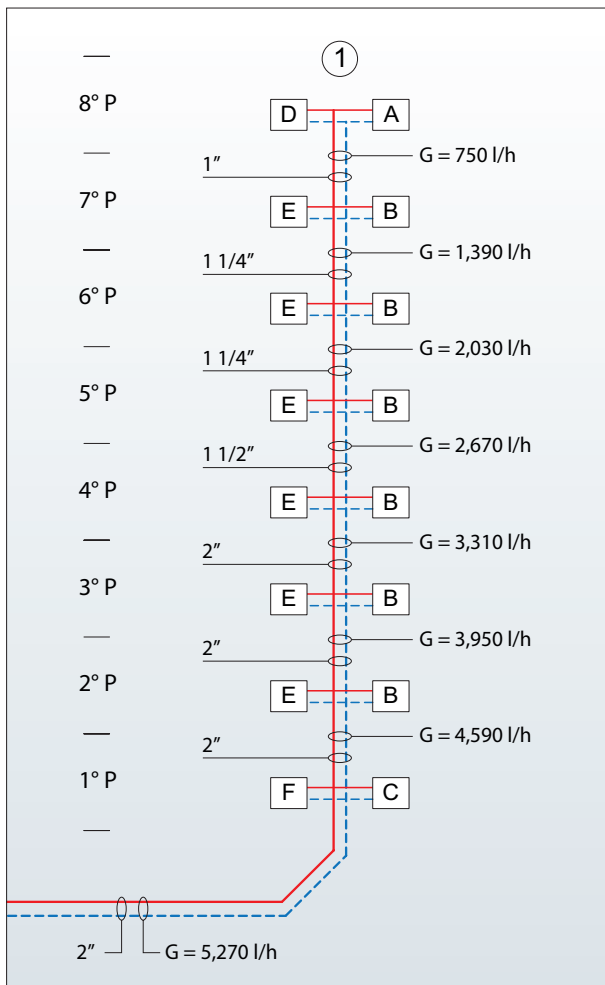 1
8° P
D A
G = 750 l/h
1”
7° P
E B
G = 1,390 l/h
1 1/4”
6° P
E B
G = 2,030 l/h
1 1/4”
5° P
E B
G = 2,670 l/h
1 1/2”
4° P
E B
G = 3,310 l/h
2”
3° P
E B
G = 3,950 l/h
2”
2° P
E B
G = 4,590 l/h
2”
1° P
F C
2” G = 5,270 l/h